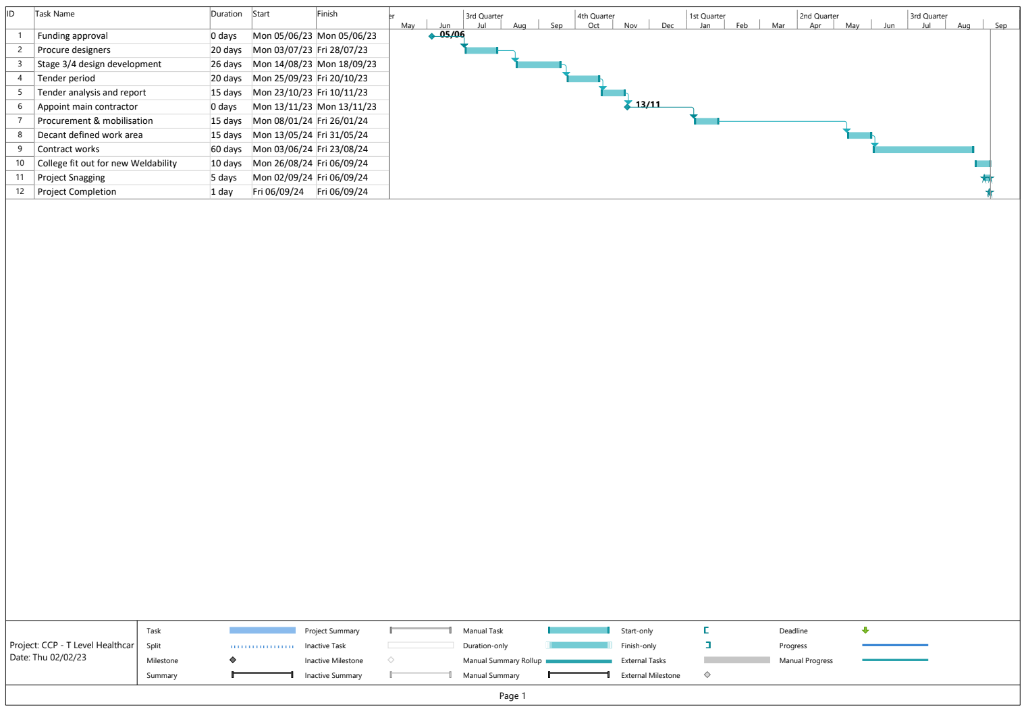 ID Task Name Duration Start Finish
er 3rd Quarter 4th Quarter 1st Quarter 2nd Quarter 3rd Quarter
May Jun Jul Aug Sep Oct Nov Dec Jan Feb Mar Apr May Jun Jul Aug Sep
1 Funding approval 0 days Mon 05/06/23 Mon 05/06/23 05/06
2 Procure designers 20 days Mon 03/07/23 Fri 28/07/23
3 Stage 3/4 design development 26 days Mon 14/08/23 Mon 18/09/23
4 Tender period 20 days Mon 25/09/23 Fri 20/10/23
5 Tender analysis and report 15 days Mon 23/10/23 Fri 10/11/23
6 Appoint main contractor 0 days Mon 13/11/23 Mon 13/11/23 13/11
7 Procurement & mobilisation 15 days Mon 08/01/24 Fri 26/01/24
8 Decant defined work area 15 days Mon 13/05/24 Fri 31/05/24
9 Contract works 60 days Mon 03/06/24 Fri 23/08/24
10 College fit out for new Weldability 10 days Mon 26/08/24 Fri 06/09/24
11 Project Snagging 5 days Mon 02/09/24 Fri 06/09/24
12 Project Completion 1 day Fri 06/09/24 Fri 06/09/24
Project: CCP - T Level Healthcar
Date: Thu 02/02/23
Task Project Summary Manual Task Start-only Deadline
Split Inactive Task Duration-only Finish-only Progress
Milestone Inactive Milestone Manual Summary Rollup External Tasks Manual Progress
Summary Inactive Summary Manual Summary External Milestone
Page 1